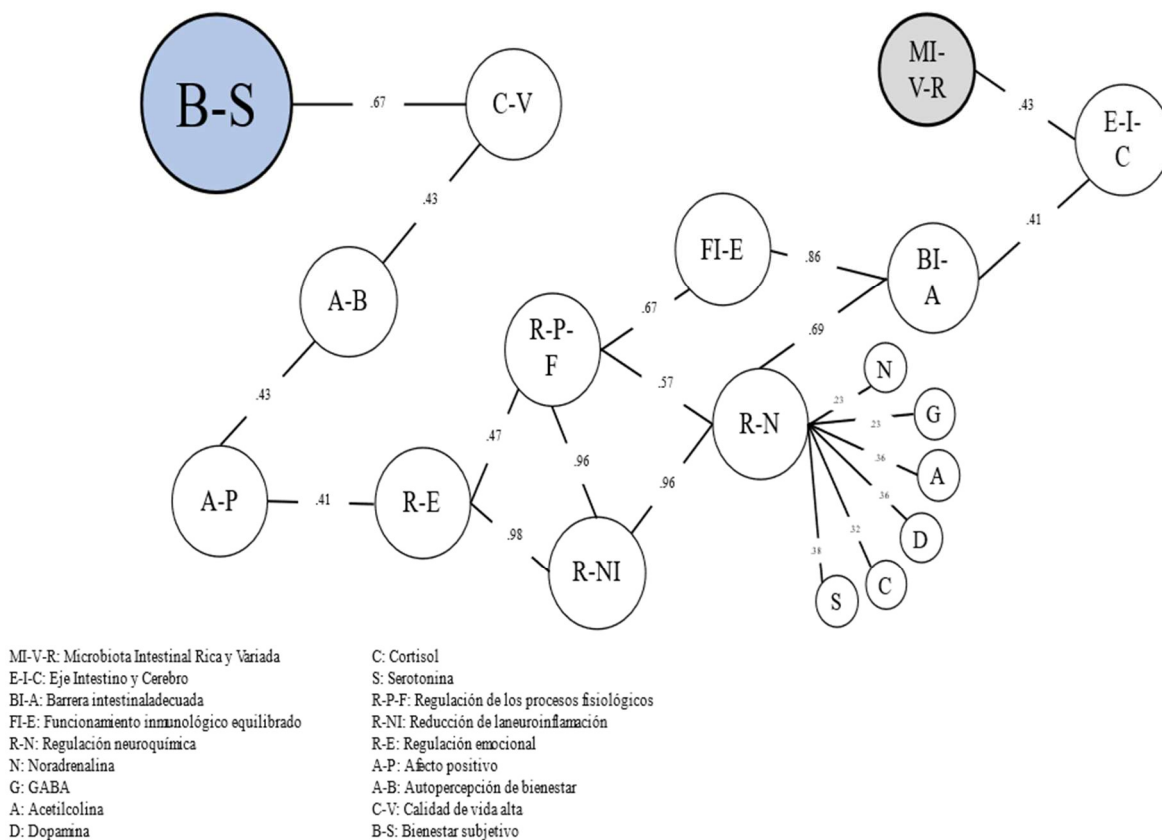 B-S
.67
C-V
MI-
V-R
.43
E-I-
C
.43
.41
FI-E
.86
BI-
A
A-B
R-P-
F
.67
.69
.57
N
.23
G
.23
R-N
.43
.47
.96
.96
A
.36
A-P
.41
R-E
.98
.36
D
.32
.38
R-NI
C
S
MI-V-R: Microbiota Intestinal Rica y Variada
E-I-C: Eje Intestino y Cerebro
BI-A: Barrera intestinaladecuada
FI-E: Funcionamiento inmunológico equilibrado
R-N: Regulación neuroquímica
N: Noradrenalina
G: GABA
A: Acetilcolina
D: Dopamina
C: Cortisol
S: Serotonina
R-P-F: Regulación de los procesos fisiológicos
R-NI: Reducción de laneuroinflamación
R-E: Regulación emocional
A-P: Afecto positivo
A-B: Autopercepción de bienestar
C-V: Calidad de vida alta
B-S: Bienestar subjetivo